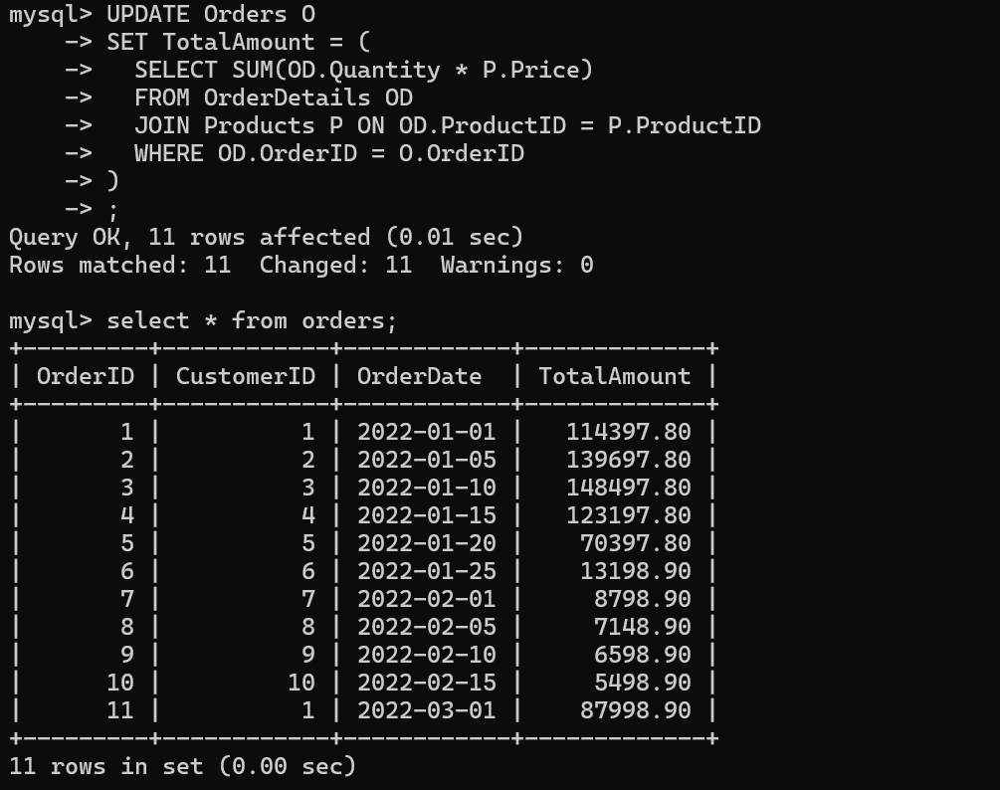 mysql> UPDATE Orders O
    -> SET TotalAmount = (
    ->   SELECT SUM(OD.Quantity * P.Price)
    ->   FROM OrderDetails OD
    ->   JOIN Products P ON OD.ProductID = P.ProductID
    ->   WHERE OD.OrderID = O.OrderID
    -> )
    -> ;
Query OK, 11 rows affected (0.01 sec)
Rows matched: 11  Changed: 11  Warnings: 0

mysql> select * from orders;
+---------+------------+------------+-------------+
| OrderID | CustomerID | OrderDate  | TotalAmount |
+---------+------------+------------+-------------+
|       1 |          1 | 2022-01-01 |   114397.80 |
|       2 |          2 | 2022-01-05 |   139697.80 |
|       3 |          3 | 2022-01-10 |   148497.80 |
|       4 |          4 | 2022-01-15 |   123197.80 |
|       5 |          5 | 2022-01-20 |    70397.80 |
|       6 |          6 | 2022-01-25 |    13198.90 |
|       7 |          7 | 2022-02-01 |     8798.90 |
|       8 |          8 | 2022-02-05 |     7148.90 |
|       9 |          9 | 2022-02-10 |     6598.90 |
|      10 |         10 | 2022-02-15 |     5498.90 |
|      11 |          1 | 2022-03-01 |    87998.90 |
+---------+------------+------------+-------------+
11 rows in set (0.00 sec)